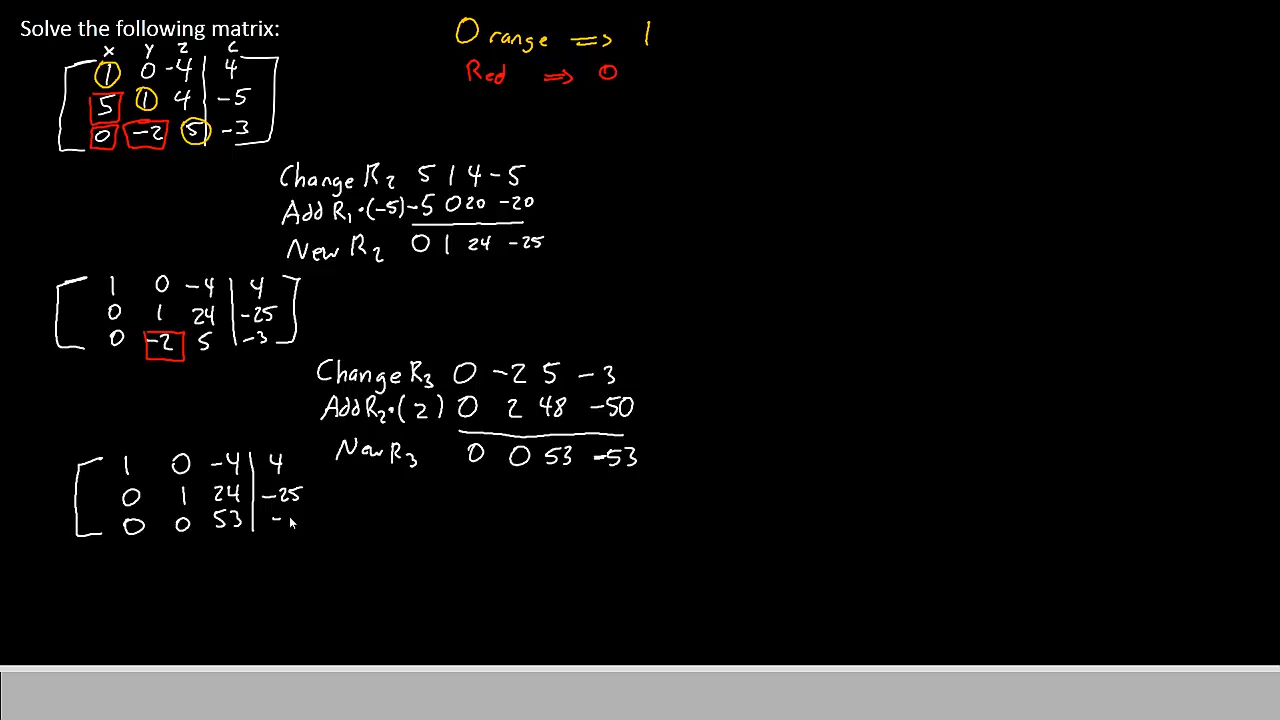 Solve the following matrix:
Orange => 1
Red => 0
x y z c
1 0 -4 4
5 1 4 -5
0 -2 5 -3
Change R2 5 1 4 -5
Add R1·(-5) -5 0 20 -20
New R2 0 1 24 -25
1 0 -4 4
0 1 24 -25
0 -2 5 -3
Change R3 0 -2 5 -3
Add R2·(2) 0 2 48 -50
New R3 0 0 53 -53
1 0 -4 4
0 1 24 -25
0 0 53 -